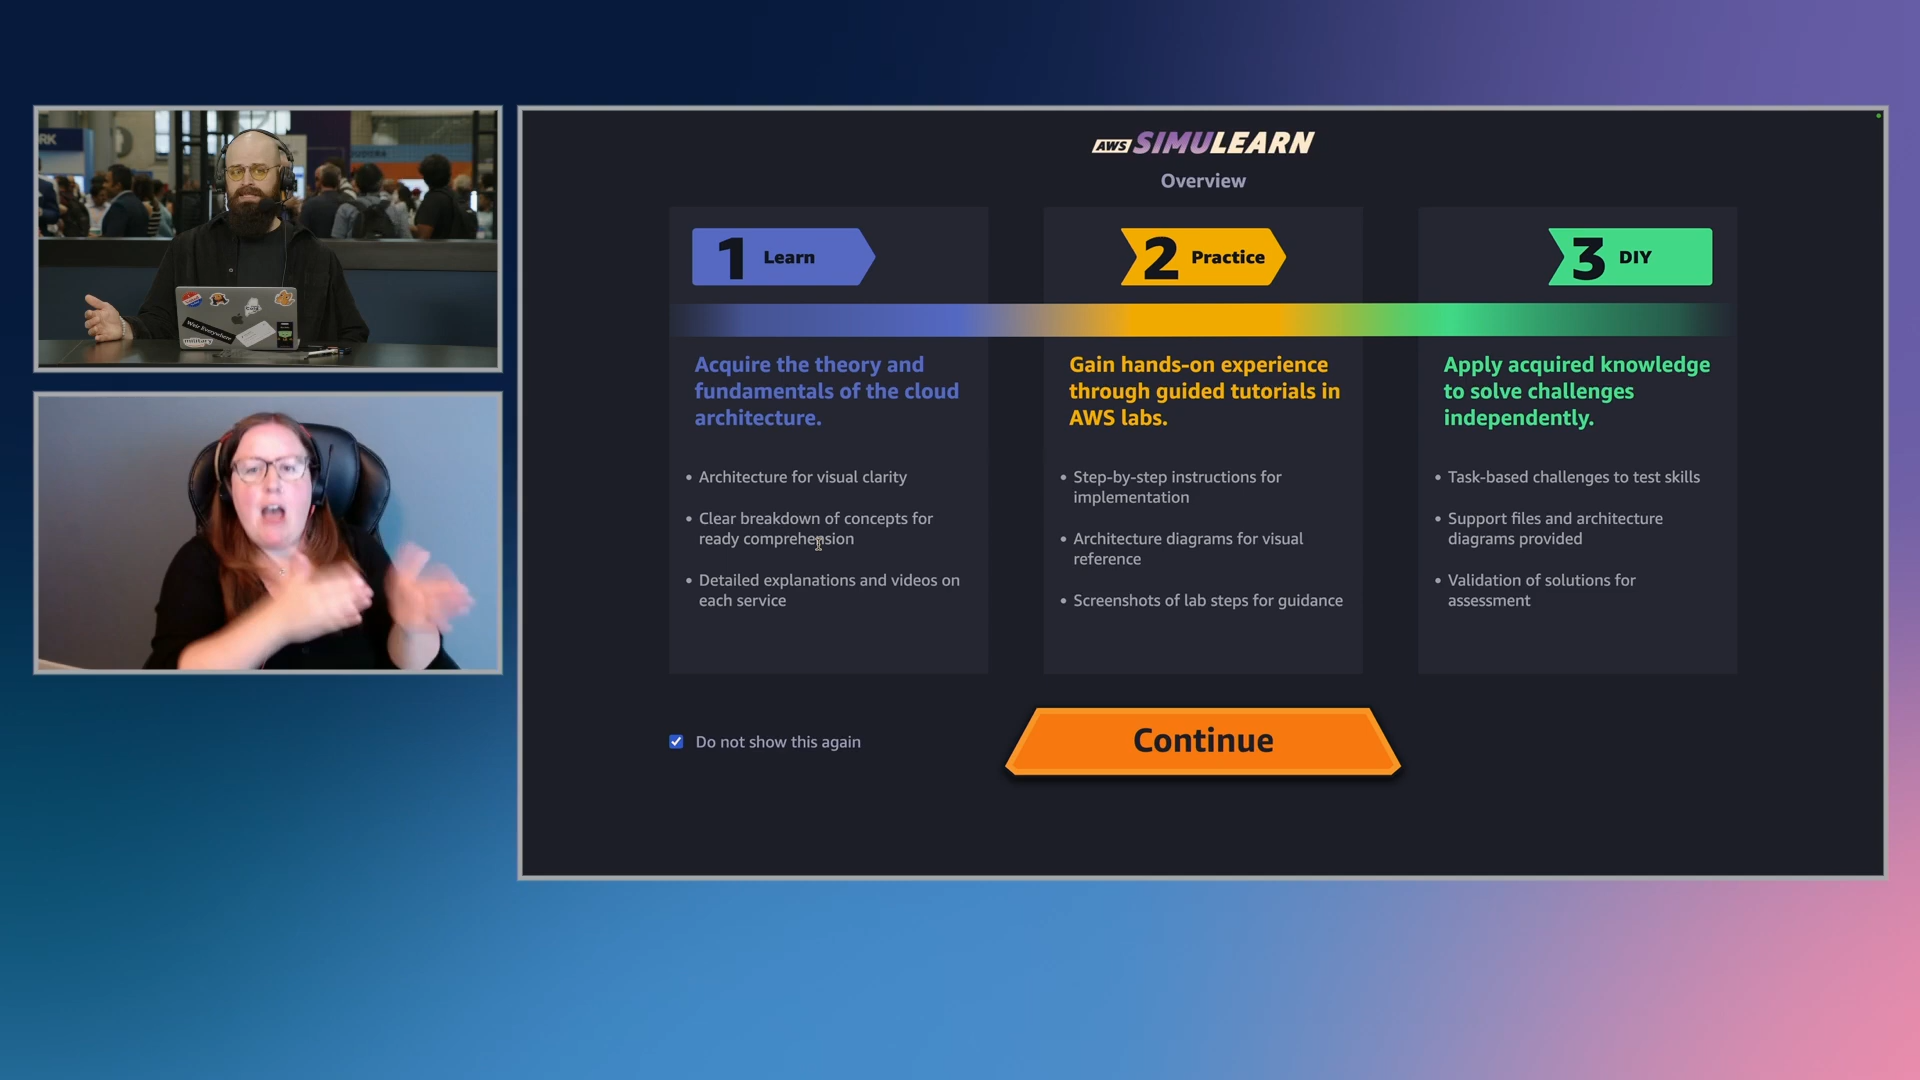 RK
Weir Everywhere
military
AWS SIMULEARN
Overview
1 Learn
Acquire the theory and
fundamentals of the cloud
architecture.
• Architecture for visual clarity
• Clear breakdown of concepts for
ready comprehension
• Detailed explanations and videos on
each service
2 Practice
Gain hands-on experience
through guided tutorials in
AWS labs.
• Step-by-step instructions for
implementation
• Architecture diagrams for visual
reference
• Screenshots of lab steps for guidance
3 DIY
Apply acquired knowledge
to solve challenges
independently.
• Task-based challenges to test skills
• Support files and architecture
diagrams provided
• Validation of solutions for
assessment
Do not show this again
Continue